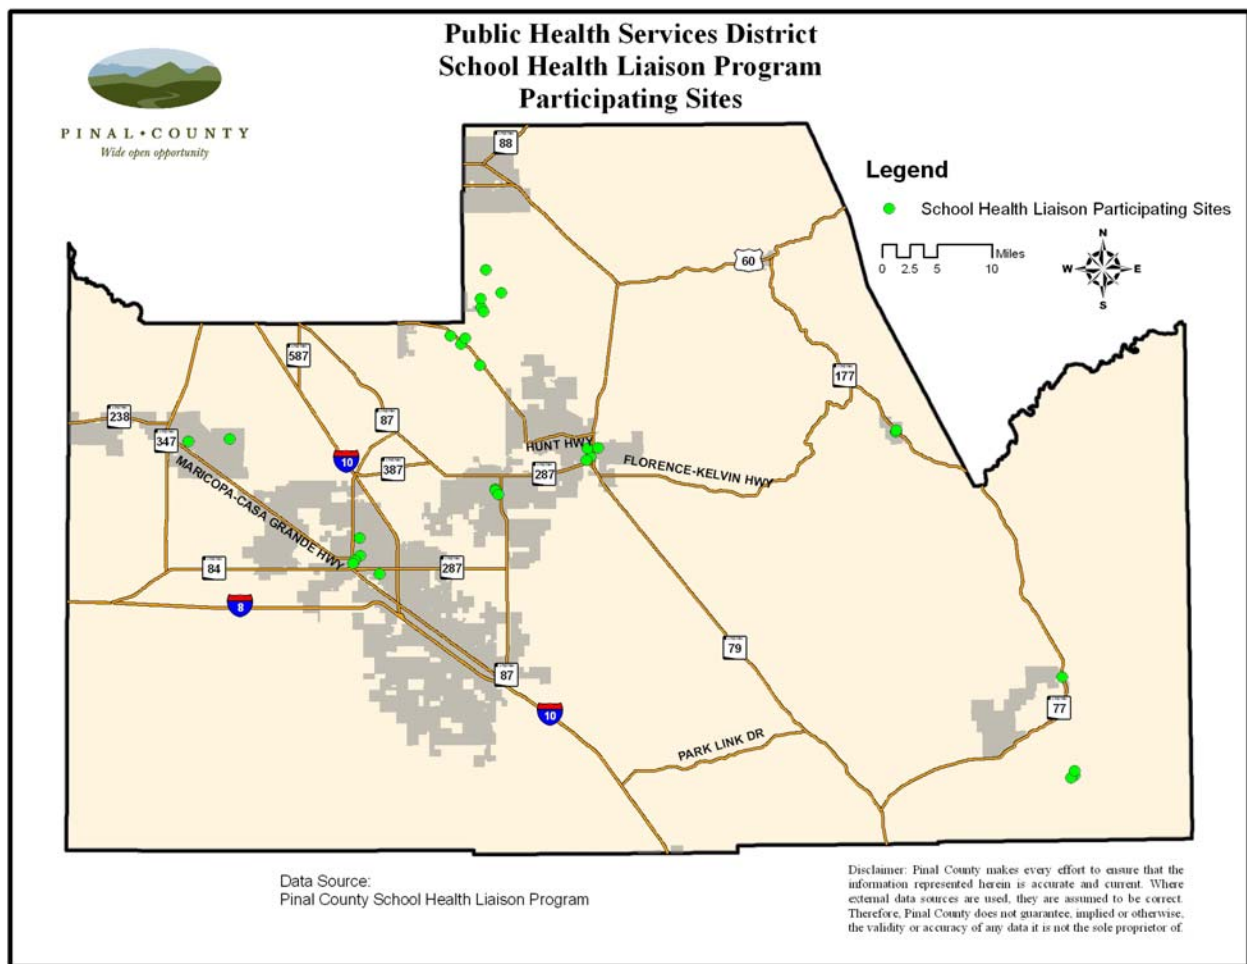 Public Health Services District
School Health Liaison Program
Participating Sites
PINAL•COUNTY
Wide open opportunity
Legend
School Health Liaison Participating Sites
0 2.5 5 10 Miles
N
W E
S
88
60
587
177
238
87
347
HUNT HWY
10
387
287
FLORENCE-KELVIN HWY
MARICOPA-CASA GRANDE HWY
84
287
8
79
87
77
10
PARK LINK DR
Data Source:
Pinal County School Health Liaison Program
Disclaimer: Pinal County makes every effort to ensure that the
information represented herein is accurate and current. Where
external data sources are used, they are assumed to be correct.
Therefore, Pinal County does not guarantee, implied or otherwise,
the validity or accuracy of any data it is not the sole proprietor of.